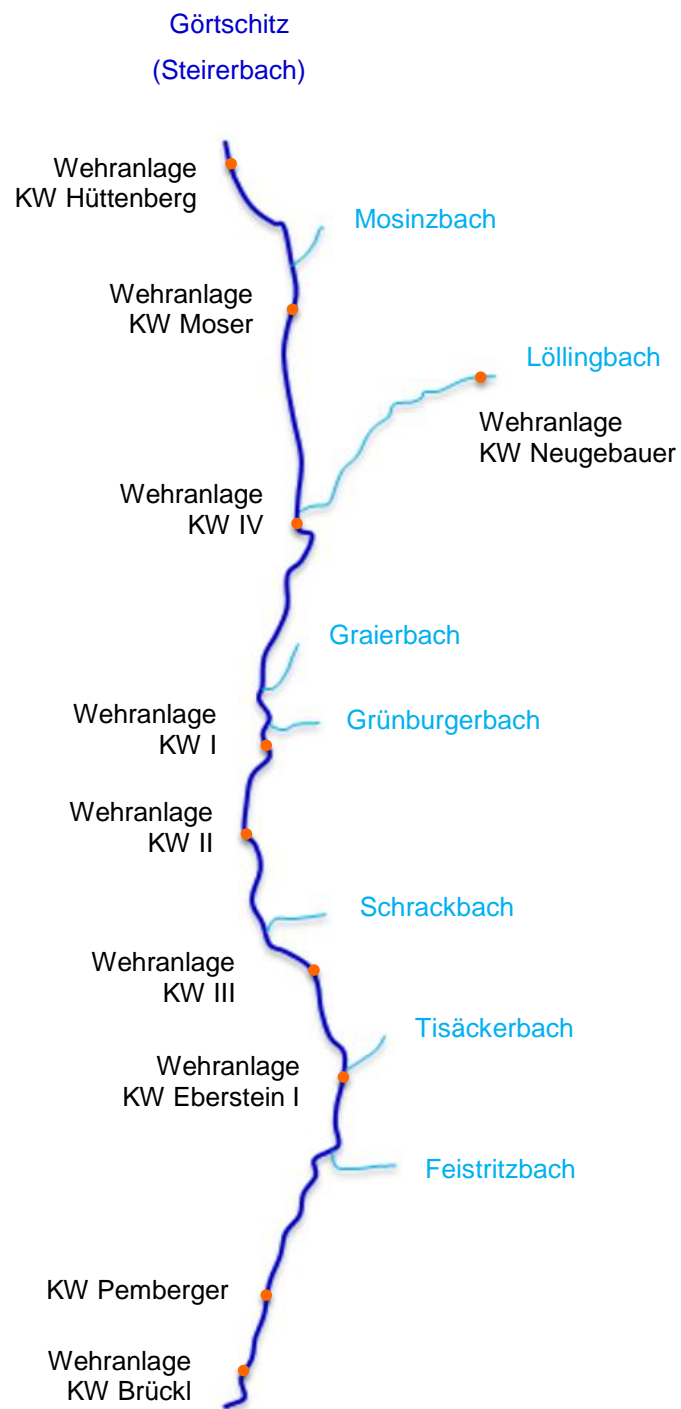 Görtschitz
(Steirerbach)
Wehranlage
KW Hüttenberg
Mosinzbach
Wehranlage
KW Moser
Löllingbach
Wehranlage
KW Neugebauer
Wehranlage
KW IV
Graierbach
Wehranlage
KW I
Grünburgerbach
Wehranlage
KW II
Schrackbach
Wehranlage
KW III
Tisäckerbach
Wehranlage
KW Eberstein I
Feistritzbach
KW Pemberger
Wehranlage
KW Brückl